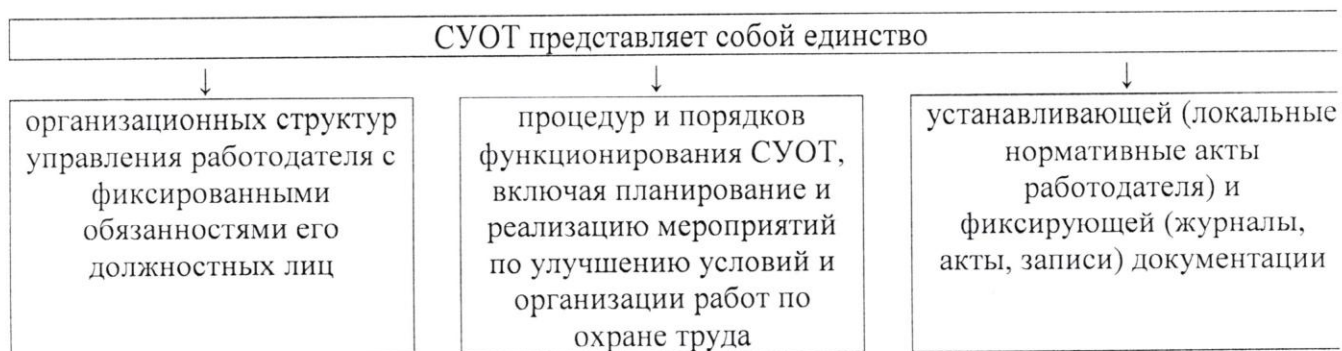 СУОТ представляет собой единство
организационных структур
управления работодателя с
фиксированными
обязанностями его
должностных лиц
процедур и порядков
функционирования СУОТ,
включая планирование и
реализацию мероприятий
по улучшению условий и
организации работ по
охране труда
устанавливающей (локальные
нормативные акты
работодателя) и
фиксирующей (журналы,
акты, записи) документации